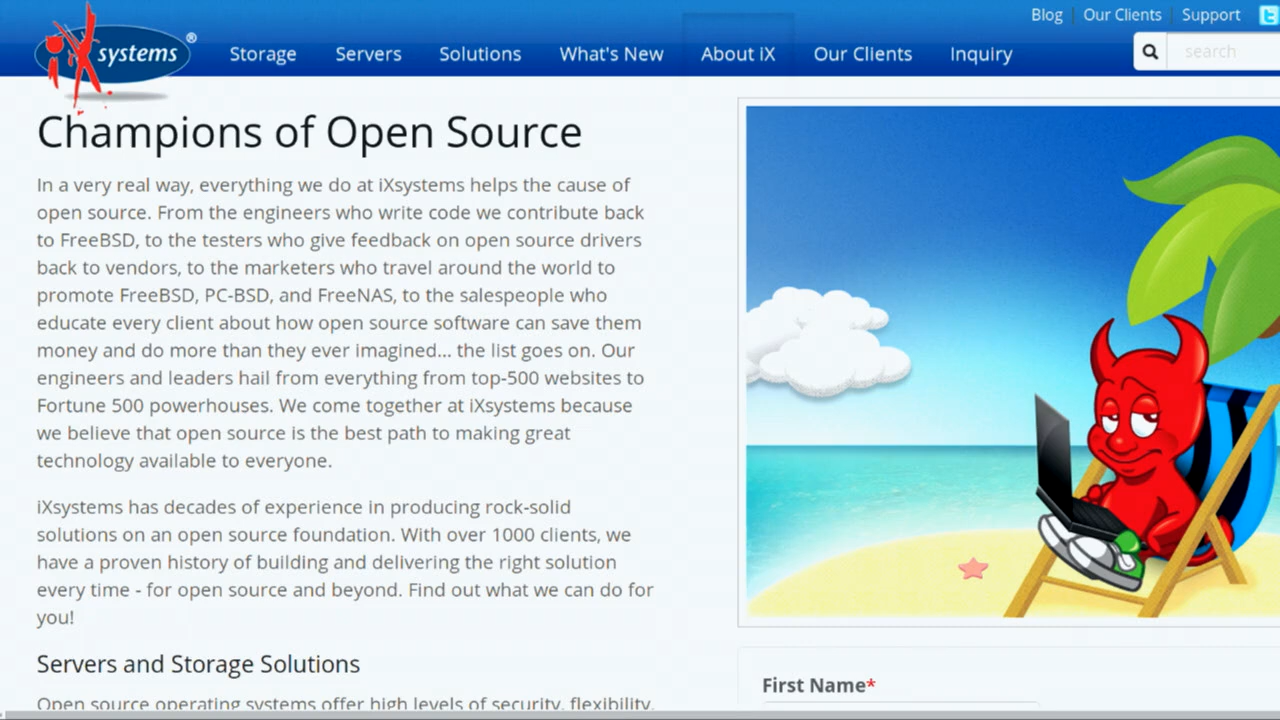 Blog Our Clients Support
iXsystems®
Storage Servers Solutions What's New About iX Our Clients Inquiry search
Champions of Open Source
In a very real way, everything we do at iXsystems helps the cause of
open source. From the engineers who write code we contribute back
to FreeBSD, to the testers who give feedback on open source drivers
back to vendors, to the marketers who travel around the world to
promote FreeBSD, PC-BSD, and FreeNAS, to the salespeople who
educate every client about how open source software can save them
money and do more than they ever imagined... the list goes on. Our
engineers and leaders hail from everything from top-500 websites to
Fortune 500 powerhouses. We come together at iXsystems because
we believe that open source is the best path to making great
technology available to everyone.
iXsystems has decades of experience in producing rock-solid
solutions on an open source foundation. With over 1000 clients, we
have a proven history of building and delivering the right solution
every time - for open source and beyond. Find out what we can do for
you!
Servers and Storage Solutions
Open source operating systems offer high levels of security, flexibility,
First Name*